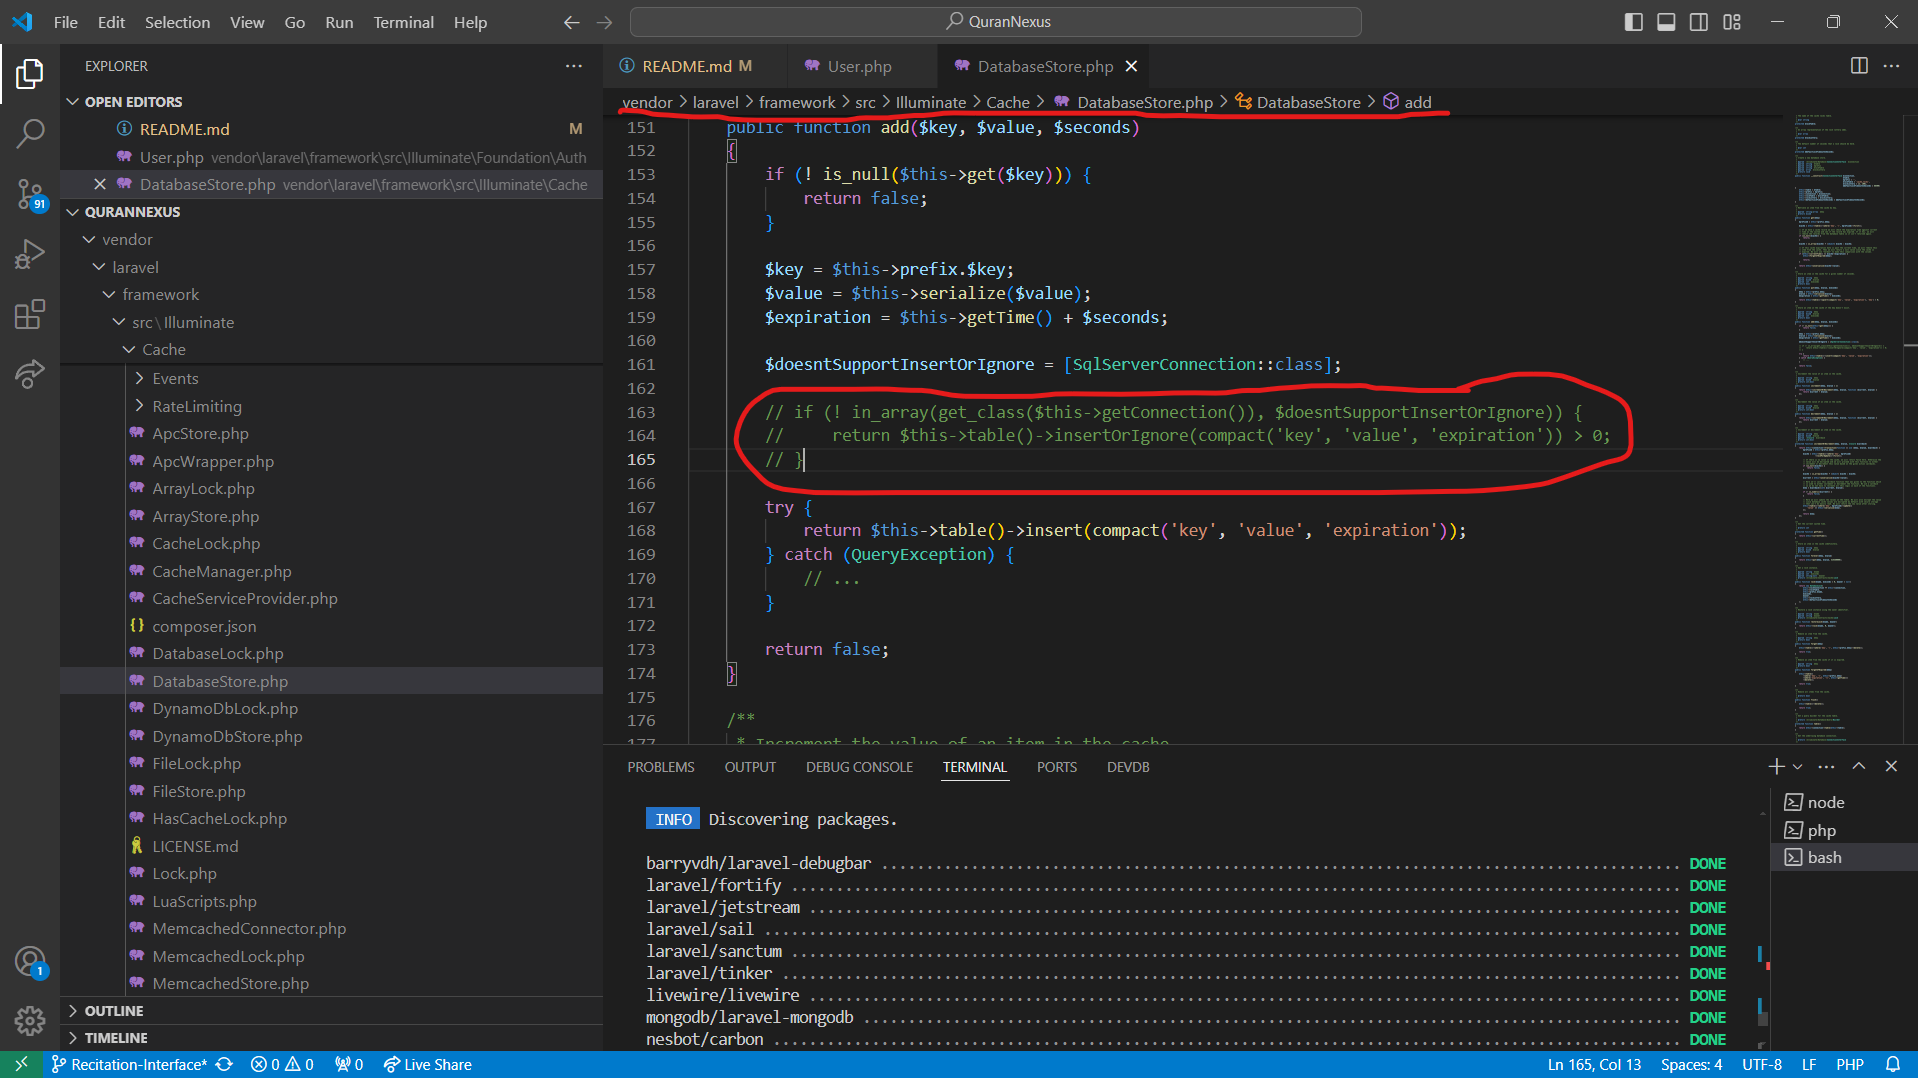 File Edit Selection View Go Run Terminal Help QuranNexus
EXPLORER
OPEN EDITORS
README.md M
User.php vendor\laravel\framework\src\Illuminate\Foundation\Auth
DatabaseStore.php vendor\laravel\framework\src\Illuminate\Cache
QURANNEXUS
vendor
laravel
framework
src\Illuminate
Cache
Events
RateLimiting
ApcStore.php
ApcWrapper.php
ArrayLock.php
ArrayStore.php
CacheLock.php
CacheManager.php
CacheServiceProvider.php
composer.json
DatabaseLock.php
DatabaseStore.php
DynamoDbLock.php
DynamoDbStore.php
FileLock.php
FileStore.php
HasCacheLock.php
LICENSE.md
Lock.php
LuaScripts.php
MemcachedConnector.php
MemcachedLock.php
MemcachedStore.php
OUTLINE
TIMELINE
91
1
README.md M User.php DatabaseStore.php
vendor > laravel > framework > src > Illuminate > Cache > DatabaseStore.php > DatabaseStore > add
151 public function add($key, $value, $seconds)
152 {
153 if (! is_null($this->get($key))) {
154 return false;
155 }
156
157 $key = $this->prefix.$key;
158 $value = $this->serialize($value);
159 $expiration = $this->getTime() + $seconds;
160
161 $doesntSupportInsertOrIgnore = [SqlServerConnection::class];
162
163 // if (! in_array(get_class($this->getConnection()), $doesntSupportInsertOrIgnore)) {
164 //     return $this->table()->insertOrIgnore(compact('key', 'value', 'expiration')) > 0;
165 // }
166
167 try {
168 return $this->table()->insert(compact('key', 'value', 'expiration'));
169 } catch (QueryException) {
170 // ...
171 }
172
173 return false;
174 }
175
176 /**
177 * Increment the value of an item in the cache
PROBLEMS OUTPUT DEBUG CONSOLE TERMINAL PORTS DEVDB
INFO Discovering packages.
barryvdh/laravel-debugbar ........ DONE
laravel/fortify ........ DONE
laravel/jetstream ........ DONE
laravel/sail ........ DONE
laravel/sanctum ........ DONE
laravel/tinker ........ DONE
livewire/livewire ........ DONE
mongodb/laravel-mongodb ........ DONE
nesbot/carbon ........ DONE
node
php
bash
Recitation-Interface* 0 0 0 Live Share Ln 165, Col 13 Spaces: 4 UTF-8 LF PHP